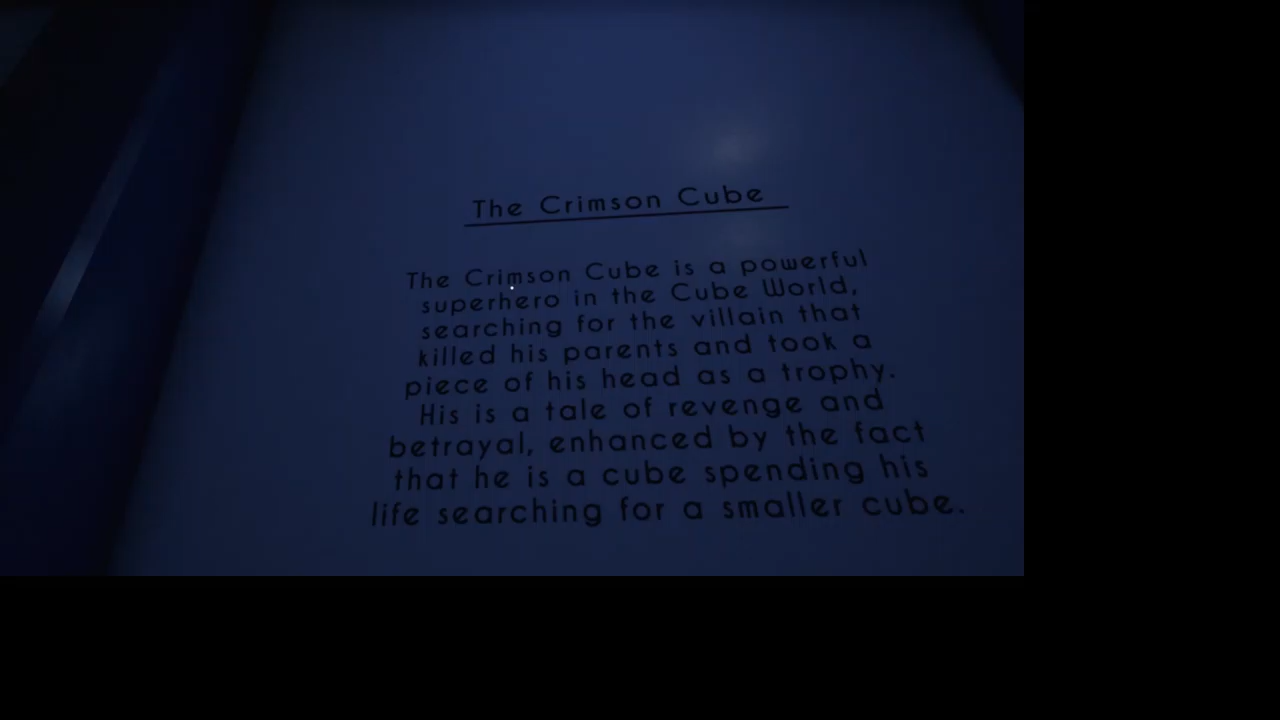 The Crimson Cube
The Crimson Cube is a powerful
superhero in the Cube World,
searching for the villain that
killed his parents and took a
piece of his head as a trophy.
His is a tale of revenge and
betrayal, enhanced by the fact
that he is a cube spending his
life searching for a smaller cube.